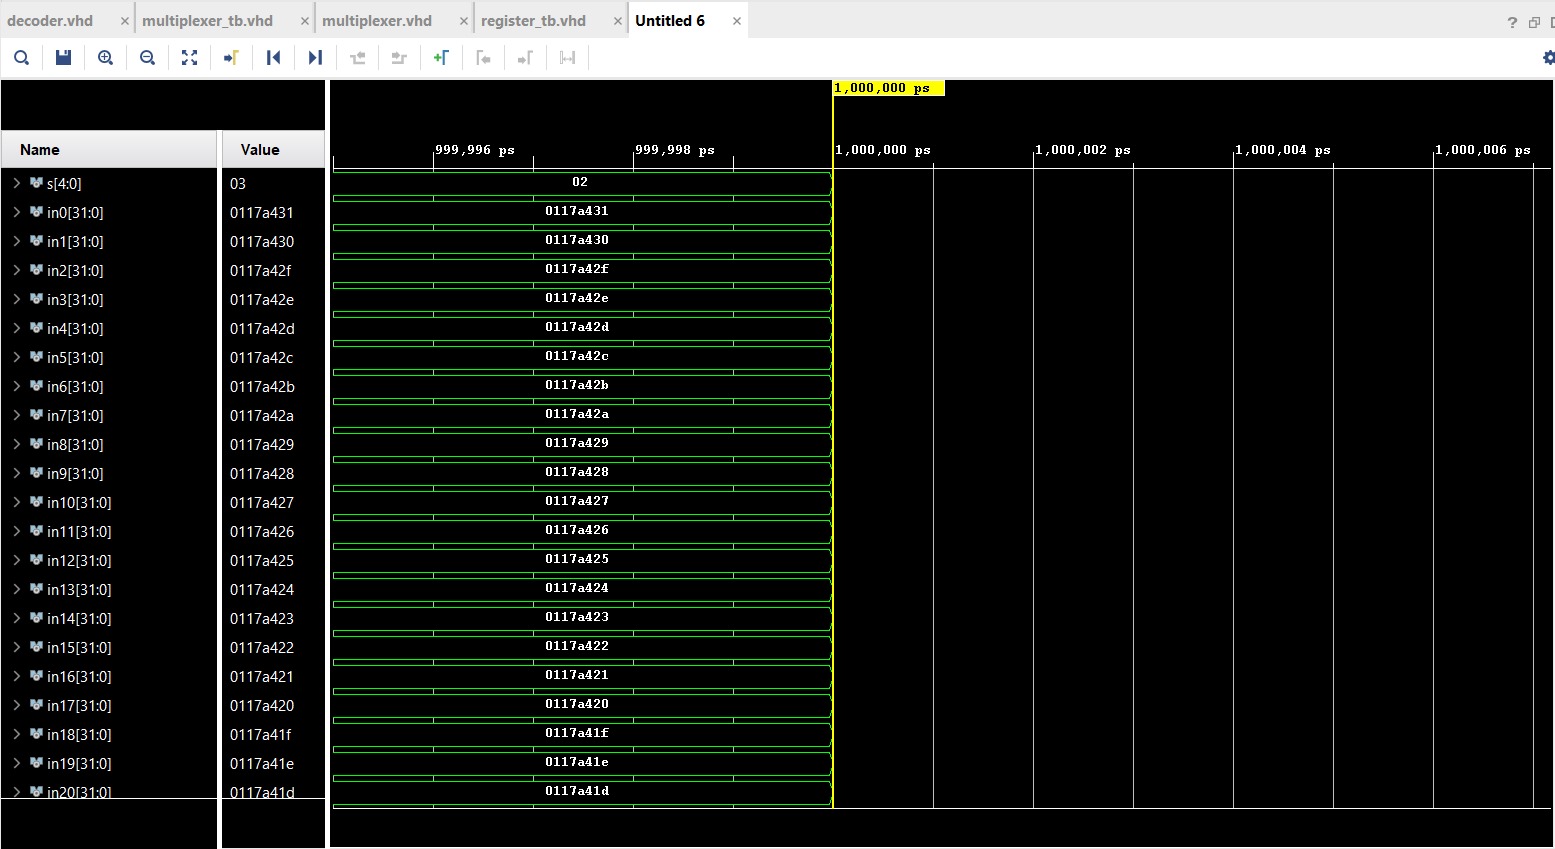 decoder.vhd × multiplexer_tb.vhd × multiplexer.vhd × register_tb.vhd × Untitled 6 × ?
1,000,000 ps
Name Value 999,996 ps 999,998 ps 1,000,000 ps 1,000,002 ps 1,000,004 ps 1,000,006 ps
s[4:0] 03 02
in0[31:0] 0117a431 0117a431
in1[31:0] 0117a430 0117a430
in2[31:0] 0117a42f 0117a42f
in3[31:0] 0117a42e 0117a42e
in4[31:0] 0117a42d 0117a42d
in5[31:0] 0117a42c 0117a42c
in6[31:0] 0117a42b 0117a42b
in7[31:0] 0117a42a 0117a42a
in8[31:0] 0117a429 0117a429
in9[31:0] 0117a428 0117a428
in10[31:0] 0117a427 0117a427
in11[31:0] 0117a426 0117a426
in12[31:0] 0117a425 0117a425
in13[31:0] 0117a424 0117a424
in14[31:0] 0117a423 0117a423
in15[31:0] 0117a422 0117a422
in16[31:0] 0117a421 0117a421
in17[31:0] 0117a420 0117a420
in18[31:0] 0117a41f 0117a41f
in19[31:0] 0117a41e 0117a41e
in20[31:0] 0117a41d 0117a41d